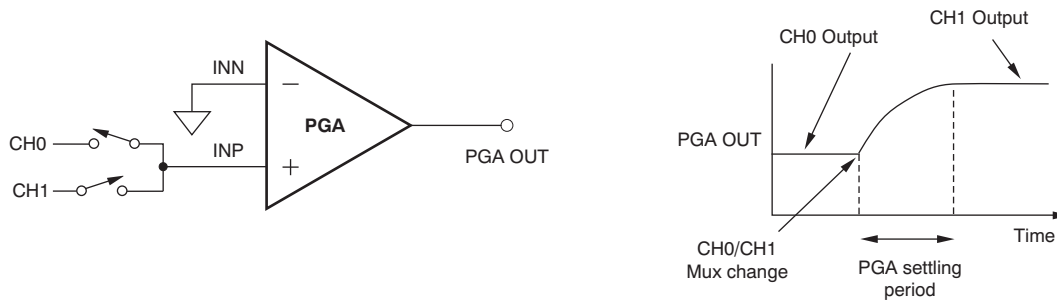 INN
PGA
CH0
INP
PGA OUT
CH1
CH1 Output
CH0 Output
PGA OUT
Time
CH0/CH1
Mux change
PGA settling
period